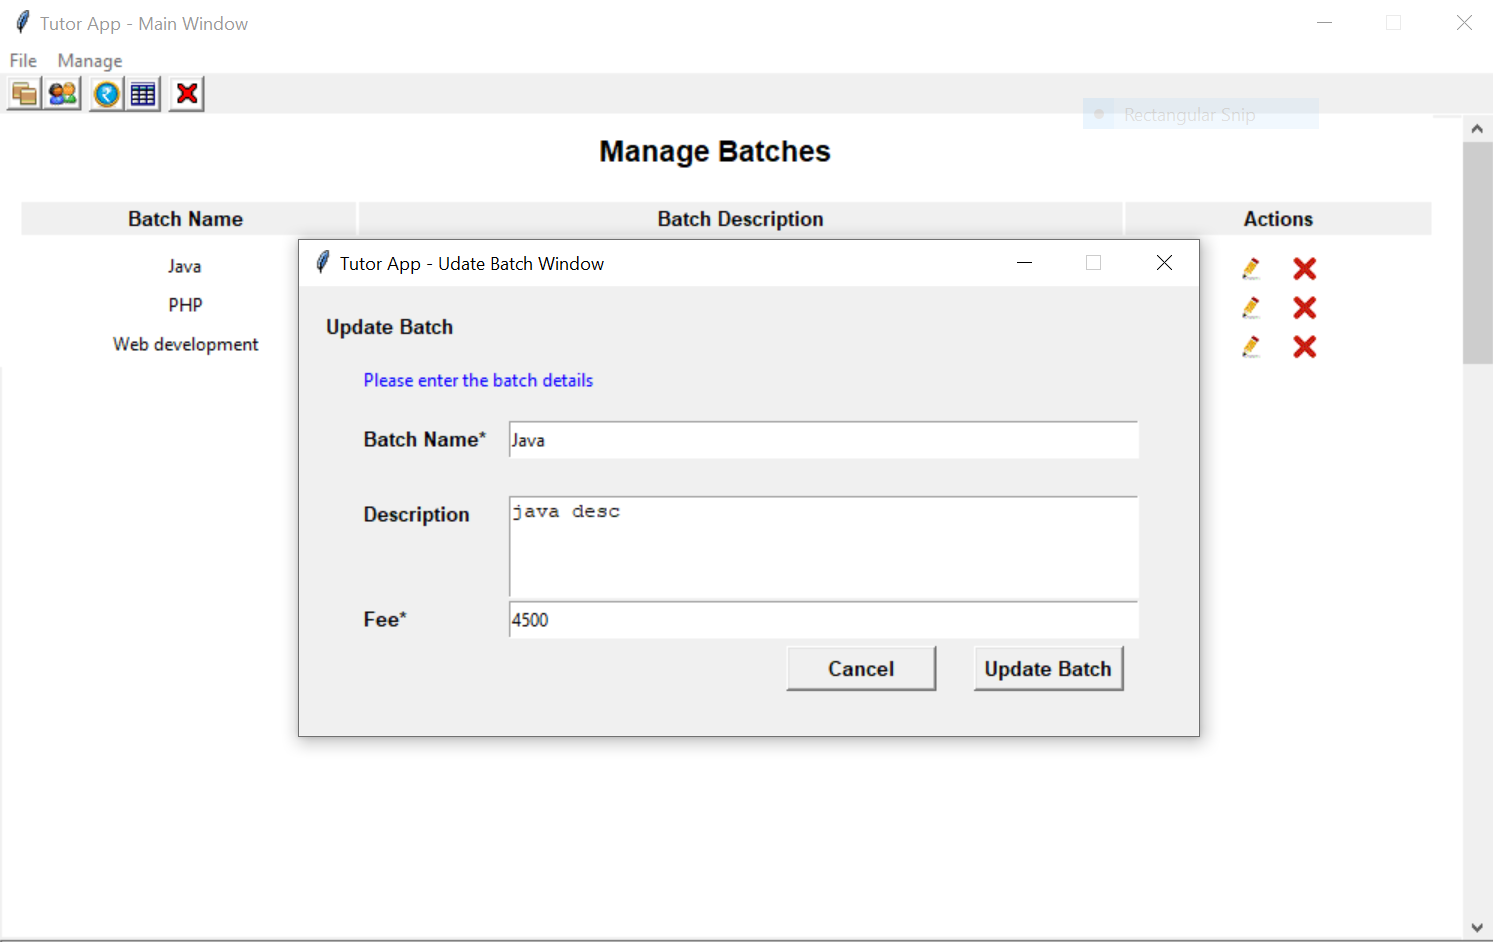 Tutor App - Main Window
File Manage
Rectangular Snip
Manage Batches
Batch Name Batch Description Actions
Java
PHP
Web development
Tutor App - Udate Batch Window
Update Batch
Please enter the batch details
Batch Name* Java
Description java desc
Fee* 4500
Cancel Update Batch